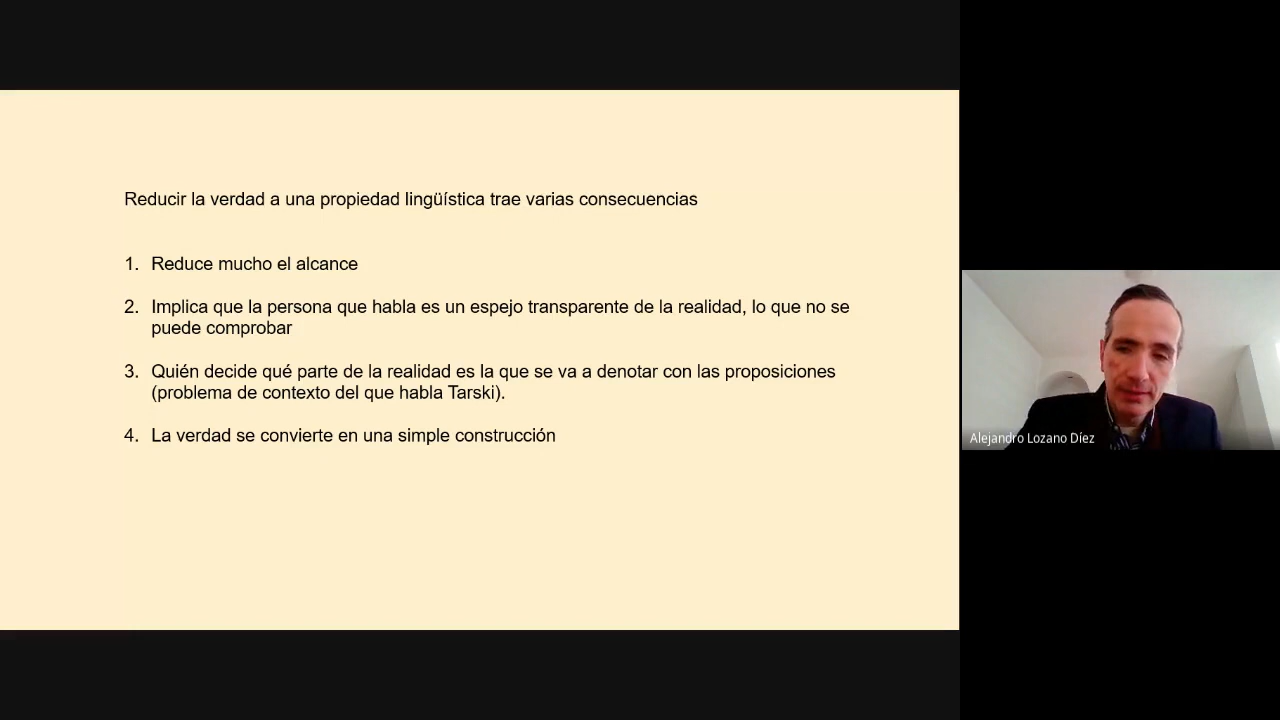 Reducir la verdad a una propiedad lingüística trae varias consecuencias
1. Reduce mucho el alcance
2. Implica que la persona que habla es un espejo transparente de la realidad, lo que no se
puede comprobar
3. Quién decide qué parte de la realidad es la que se va a denotar con las proposiciones
(problema de contexto del que habla Tarski).
4. La verdad se convierte en una simple construcción
Alejandro Lozano Díez